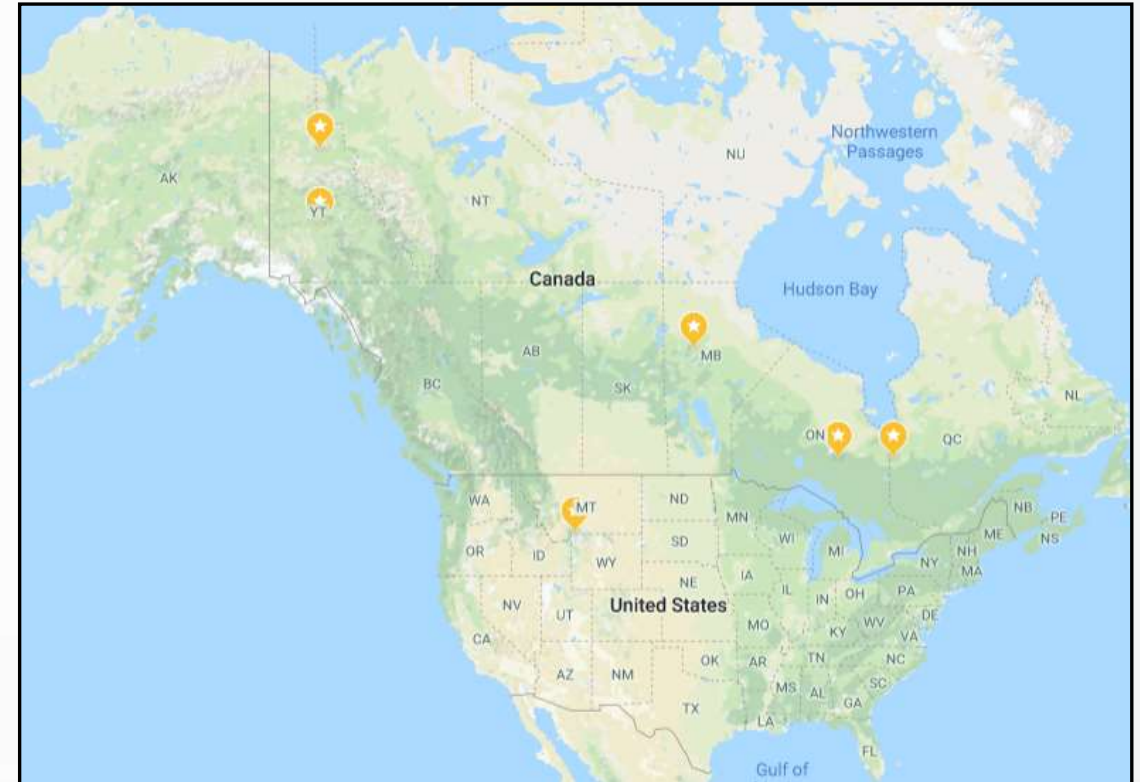 Northwestern
Passages
NU
AK
NT
YT
Canada
Hudson Bay
AB
MB
BC
SK
NL
ON
QC
WA
MT
ND
NB
PE
MN
ME
NS
OR
ID
SD
WI
MI
NH
NY
MA
WY
IA
NE
PA
IL
OH
IN
NV
UT
United States
DE
MO
WV
KY
VA
CA
OK
AR
TN
NC
AZ
NM
MS
AL
SC
GA
TX
LA
FL
Gulf of